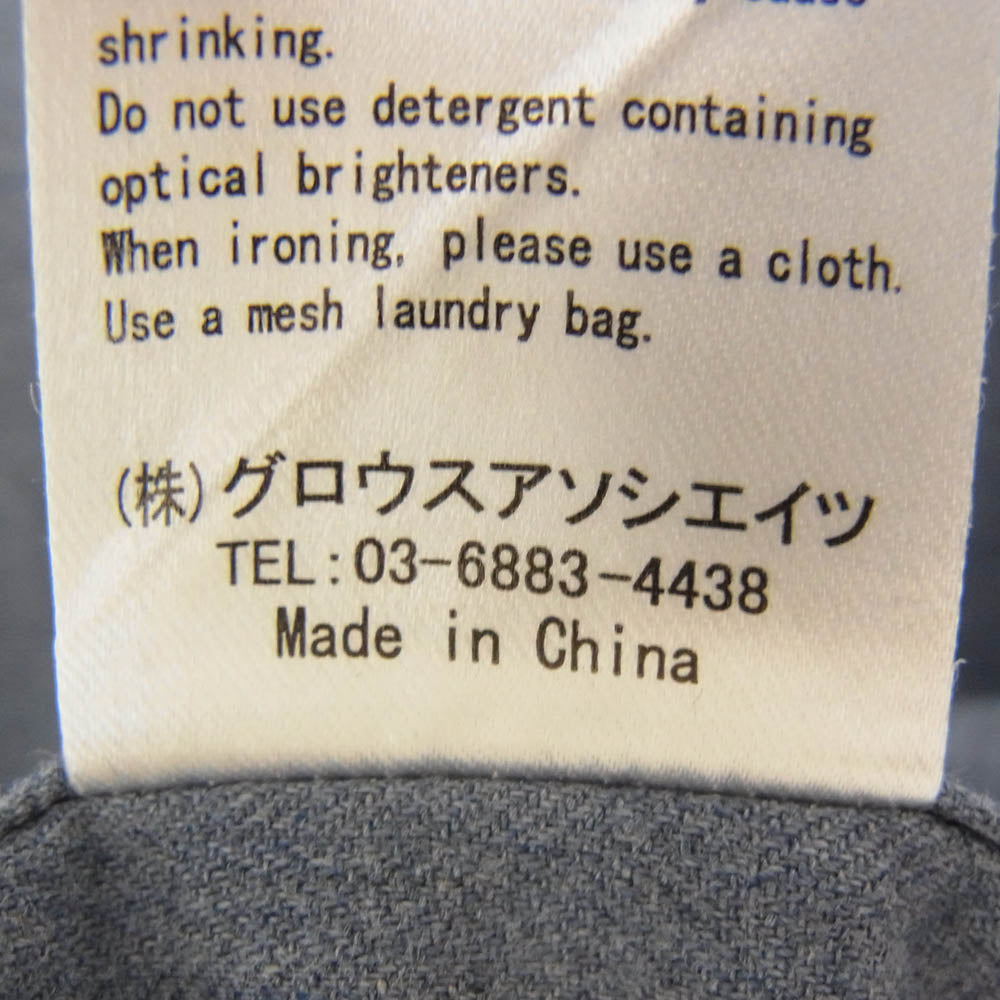 shrinking.
Do not use detergent containing
optical brighteners.
When ironing, please use a cloth.
Use a mesh laundry bag.
(株)グロウスアソシエイツ
TEL:03-6883-4438
Made in China